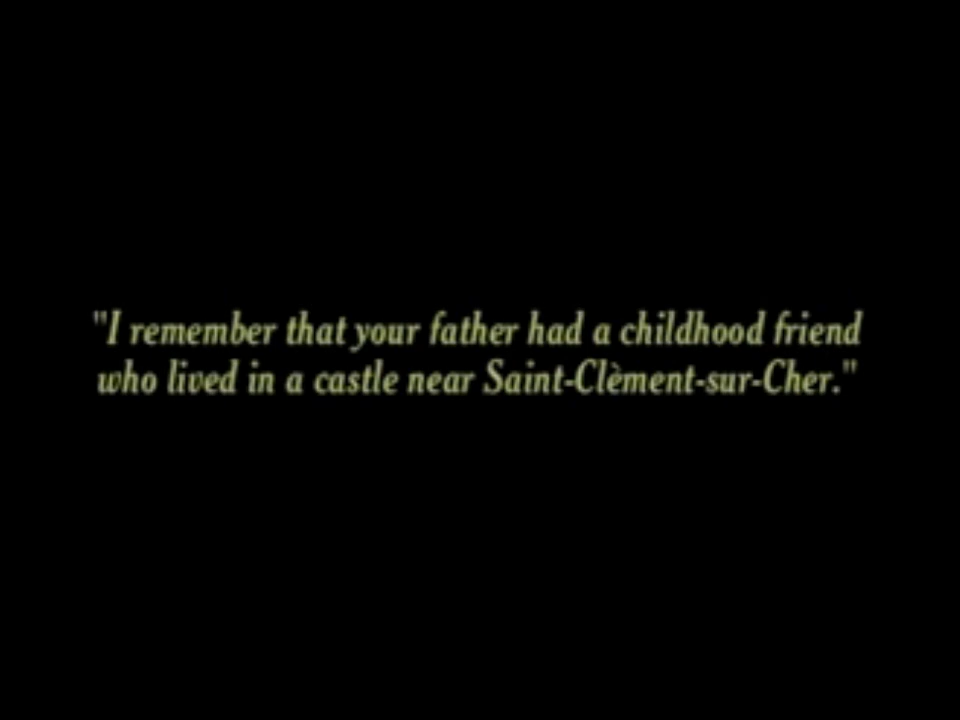 "I remember that your father had a childhood friend
who lived in a castle near Saint-Clèment-sur-Cher."